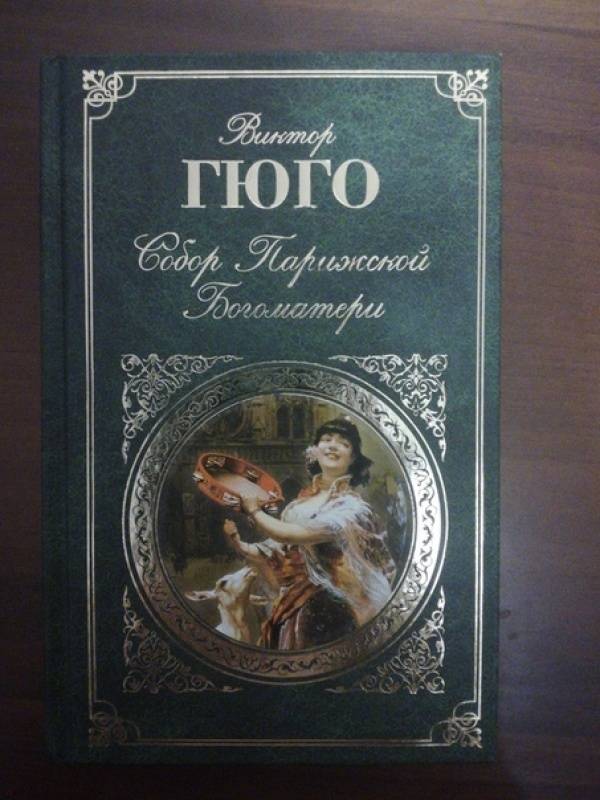 Виктор
ГЮГО
Собор Парижской
Богоматери